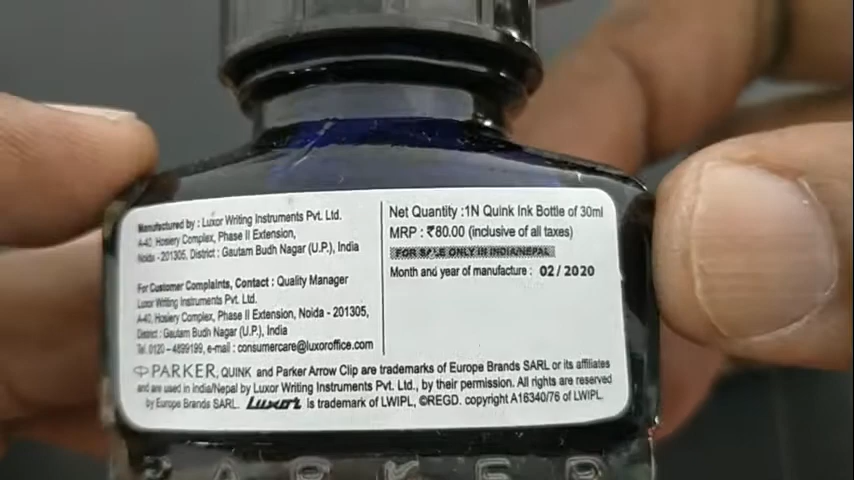 Manufactured by : Luxor Writing Instruments Pvt. Ltd.
A-40, Hosiery Complex, Phase II Extension,
Noida - 201305, District : Gautam Budh Nagar (U.P.), India
For Customer Complaints, Contact : Quality Manager
Luxor Writing Instruments Pvt. Ltd.
A-40, Hosiery Complex, Phase II Extension, Noida - 201305,
District : Gautam Budh Nagar (U.P.), India
Tel. 0120 - 4899199, e-mail : consumercare@luxoroffice.com
Net Quantity :1N Quink Ink Bottle of 30ml
MRP : ₹80.00 (inclusive of all taxes)
FOR SALE ONLY IN INDIA/NEPAL
Month and year of manufacture : 02/2020
PARKER, QUINK and Parker Arrow Clip are trademarks of Europe Brands SARL or its affiliates
and are used in India/Nepal by Luxor Writing Instruments Pvt. Ltd., by their permission. All rights are reserved
by Europe Brands SARL. Luxor is trademark of LWIPL, ©REGD. copyright A16340/76 of LWIPL.
PARKER